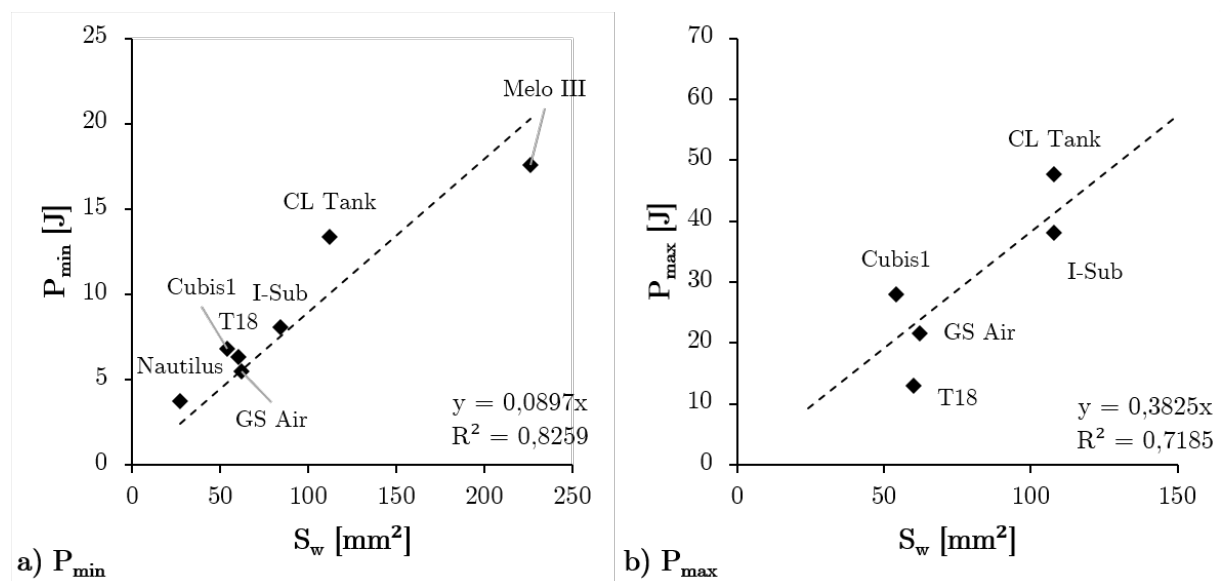 25
20
15
10
5
0
0
50
100
150
200
250
P_min [J]
S_w [mm²]
Melo III
CL Tank
Cubis1
I-Sub
T18
Nautilus
GS Air
y = 0,0897x
R² = 0,8259
a) P_min
70
60
50
40
30
20
10
0
0
50
100
150
P_max [J]
S_w [mm²]
CL Tank
Cubis1
I-Sub
GS Air
T18
y = 0,3825x
R² = 0,7185
b) P_max